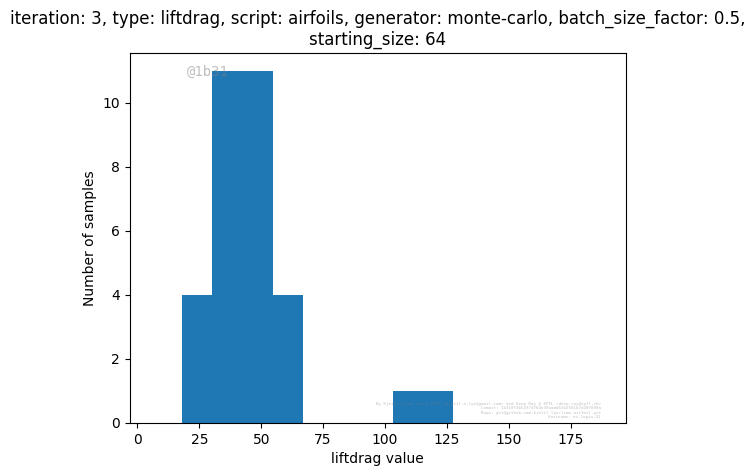 iteration: 3, type: liftdrag, script: airfoils, generator: monte-carlo, batch_size_factor: 0.5,
starting_size: 64
@1b31
10
8
6
4
2
0
Number of samples
0 25 50 75 100 125 150 175
liftdrag value